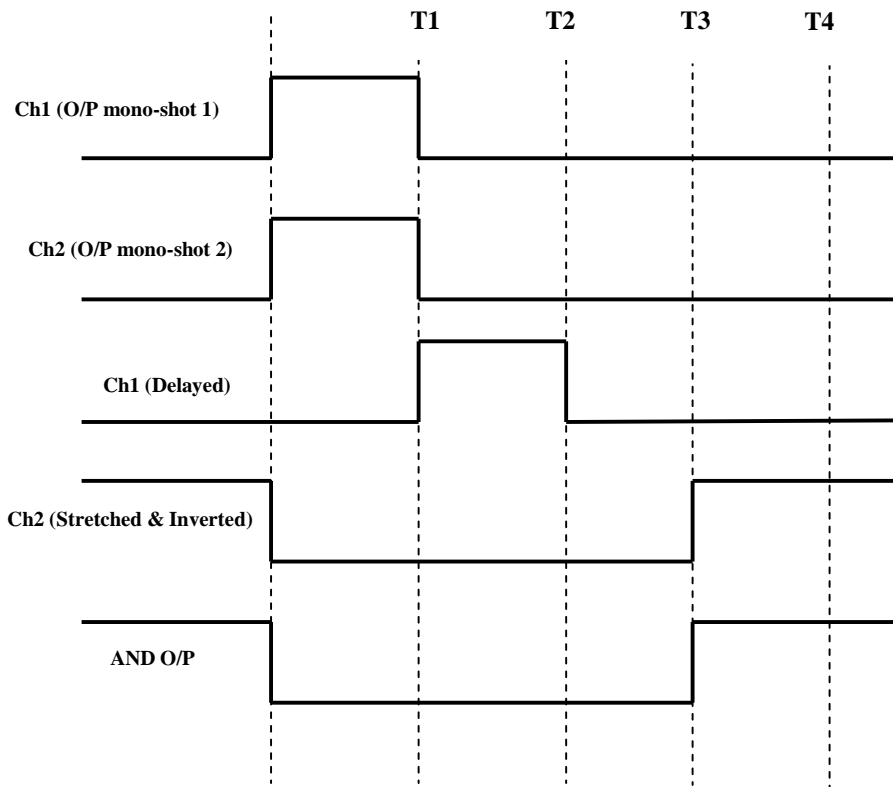 T1 T2 T3 T4
Ch1 (O/P mono-shot 1)
Ch2 (O/P mono-shot 2)
Ch1 (Delayed)
Ch2 (Stretched & Inverted)
AND O/P